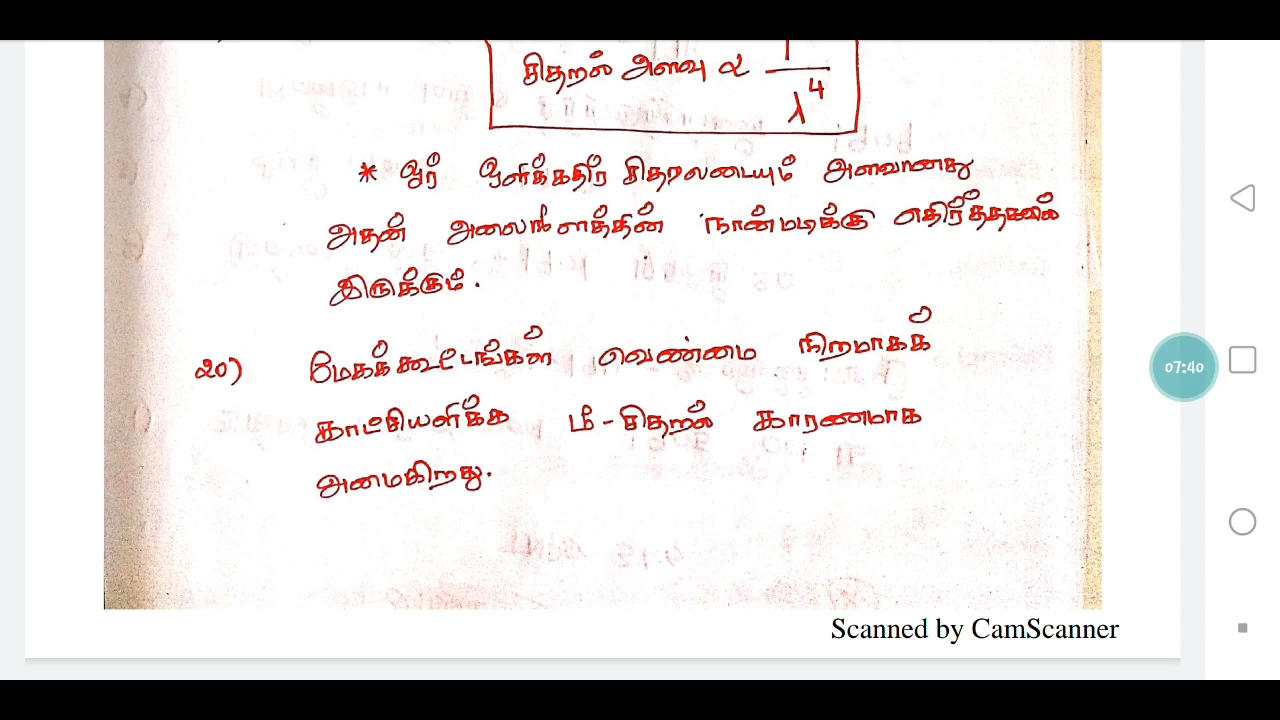 சிதறல் அளவு ∝ 1/λ⁴
* ஓர் ஒளிக்கதிர் சிதறலடையும் அளவானது
அதன் அலைநீளத்தின் நான்மடிக்கு எதிர்த்தகவில்
இருக்கும்.
20) மேகக்கூட்டங்கள் வெண்மை நிறமாகக்
காட்சியளிக்க மீ-சிதறல் காரணமாக
அமைகிறது.
07:40
Scanned by CamScanner